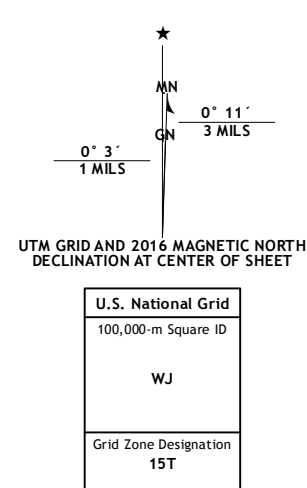 ★
MN
0° 11´
3 MILS
GN
0° 3´
1 MILS
UTM GRID AND 2016 MAGNETIC NORTH
DECLINATION AT CENTER OF SHEET
U.S. National Grid
100,000-m Square ID
WJ
Grid Zone Designation
15T